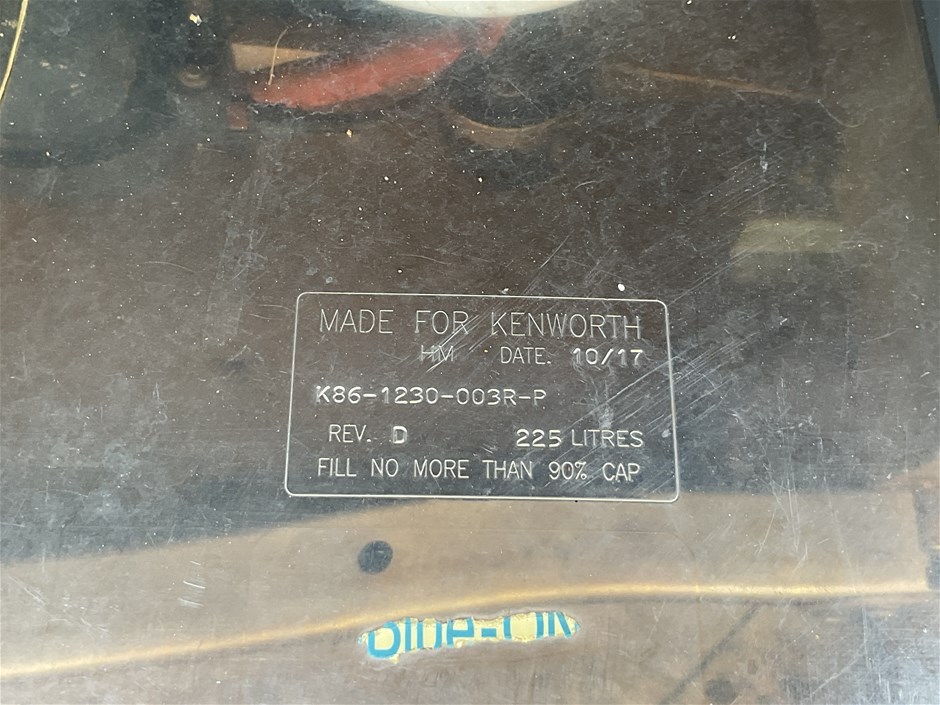 MADE FOR KENWORTH
HM DATE. 10/17
K86-1230-003R-P
REV. D 225 LITRES
FILL NO MORE THAN 90% CAP